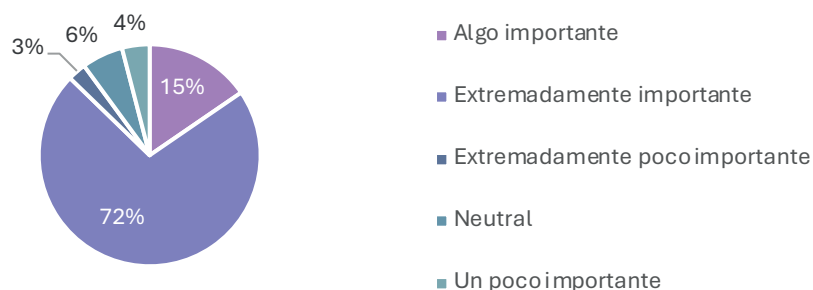 4%
6%
3%
15%
72%
Algo importante
Extremadamente importante
Extremadamente poco importante
Neutral
Un poco importante